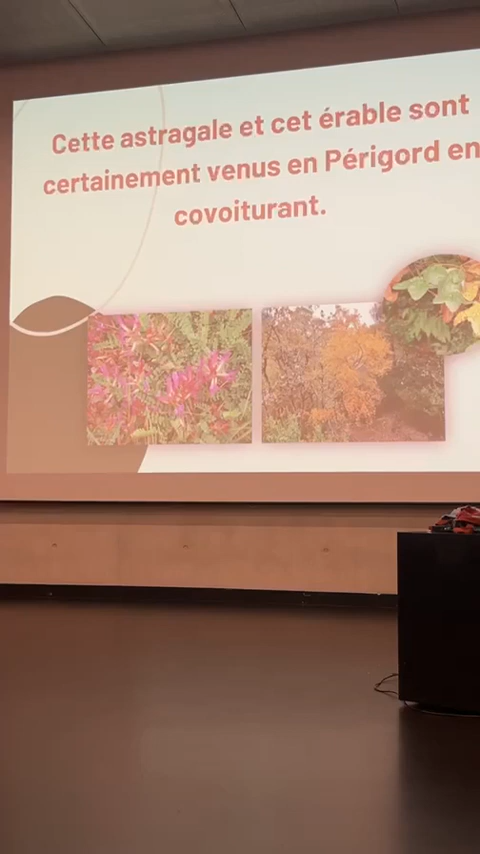 Cette astragale et cet érable sont
certainement venus en Périgord en
covoiturant.